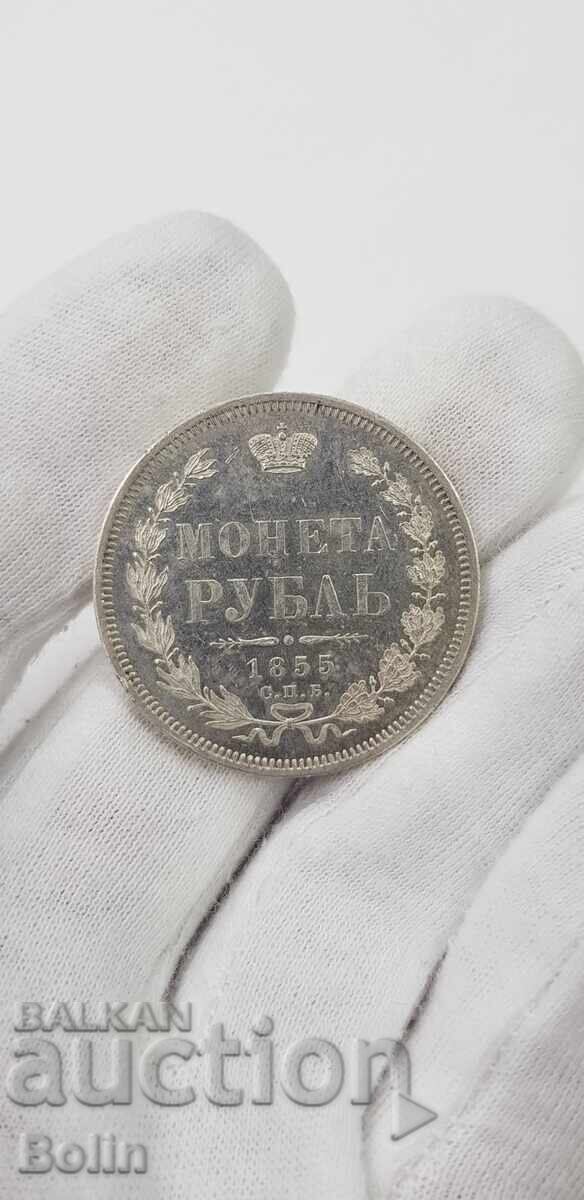 МОНЕТА
РУБЛЬ
1855
С.П.Б.
BALKAN
auction
Bolin